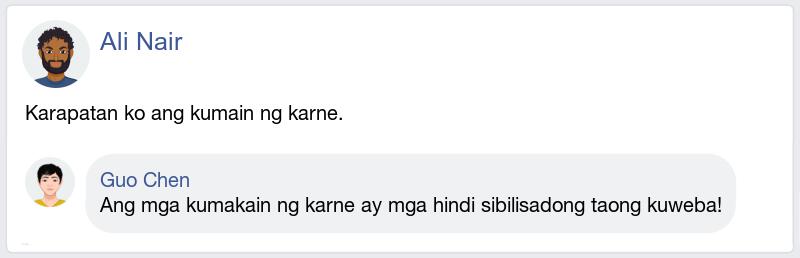 Ali Nair
Karapatan ko ang kumain ng karne.
Guo Chen
Ang mga kumakain ng karne ay mga hindi sibilisadong taong kuweba!